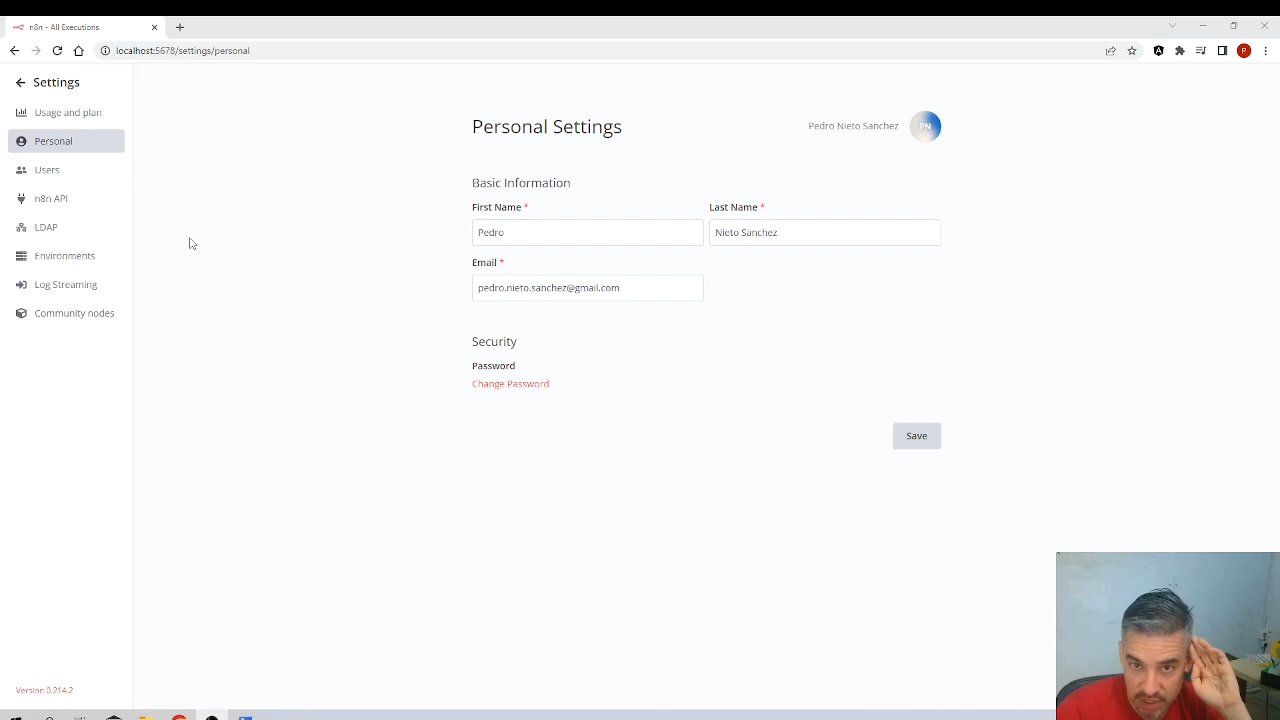 n8n - All Executions
localhost:5678/settings/personal
P
Settings
Usage and plan
Personal
Users
n8n API
LDAP
Environments
Log Streaming
Community nodes
Version 0.214.2
Personal Settings
Pedro Nieto Sanchez
PN
Basic Information
First Name *
Last Name *
Pedro
Nieto Sanchez
Email *
pedro.nieto.sanchez@gmail.com
Security
Password
Change Password
Save